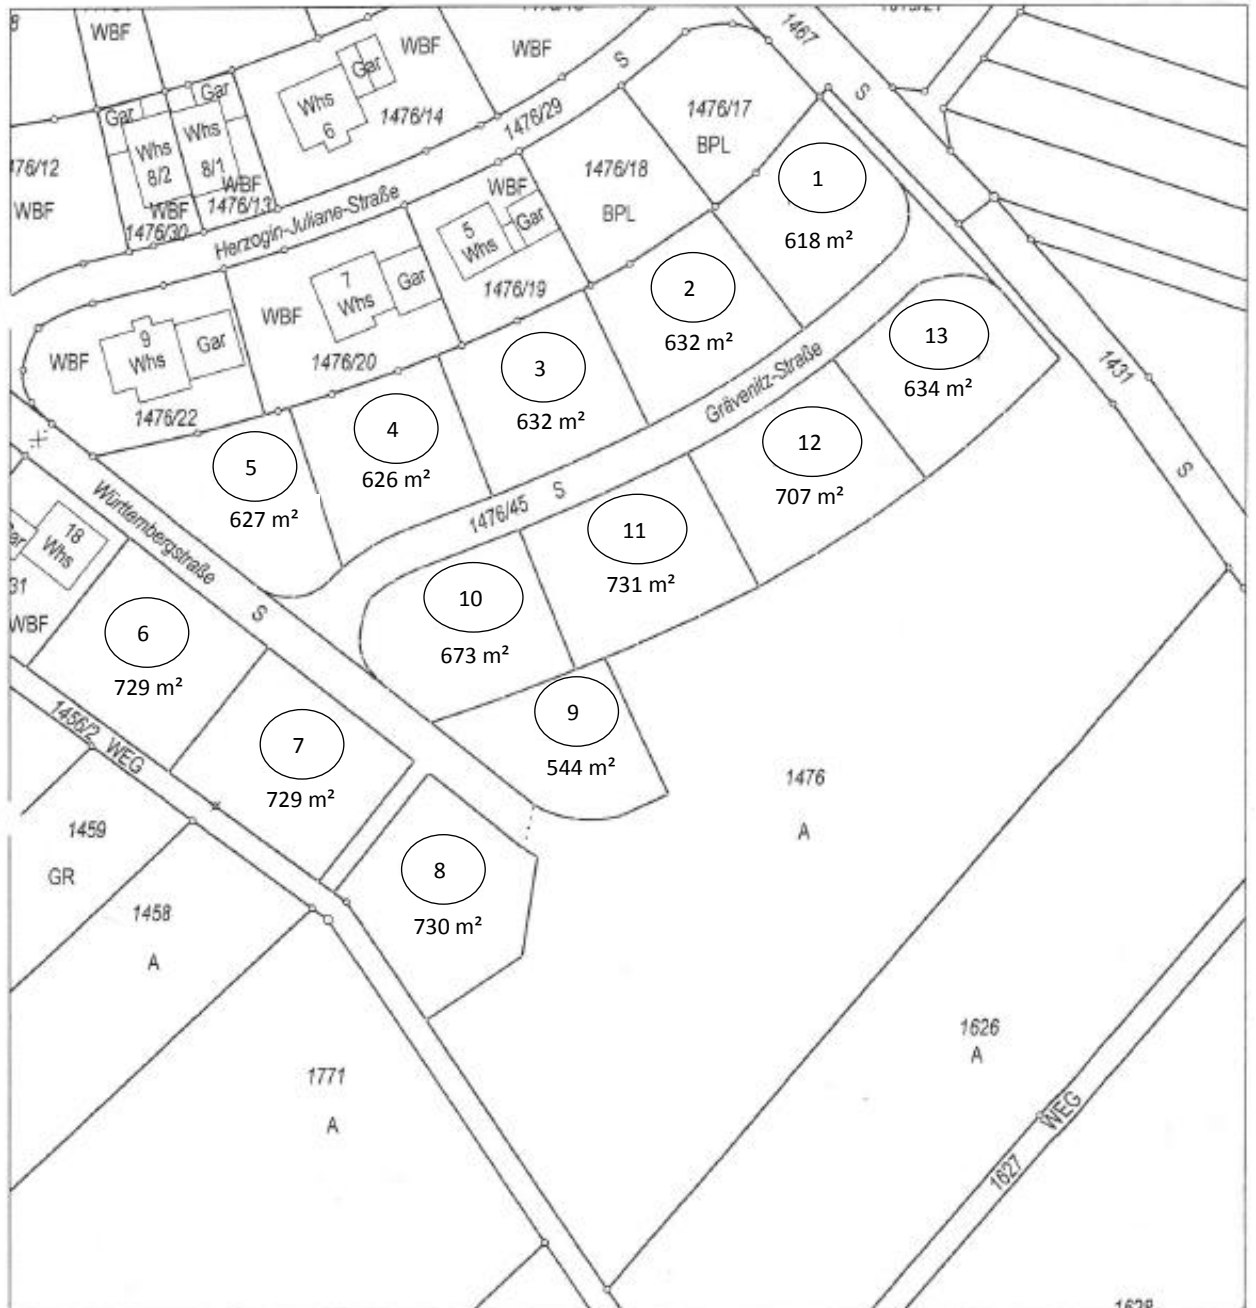 WBF
WBF
WBF
1467
S
S
Gar
Gar
Gar
Whs
6
1476/14
1476/29
1476/17
BPL
Whs
8/2
Whs
8/1
WBF
WBF
WBF
1476/13
1476/30
Herzogin-Juliane-Straße
WBF
1476/18
BPL
1
618 m²
5
Whs
Gar
1476/19
2
632 m²
7
Whs
Gar
WBF
1476/20
9
Whs
Gar
WBF
1476/22
3
632 m²
13
634 m²
Grävenitz-Straße
1431
S
4
626 m²
5
627 m²
12
707 m²
1476/45
S
11
731 m²
Württembergstraße
S
18
Whs
WBF
10
673 m²
6
729 m²
9
544 m²
7
729 m²
1456/2 WEG
1476
A
1459
GR
8
730 m²
1458
A
1626
A
1771
A
1627
WEG